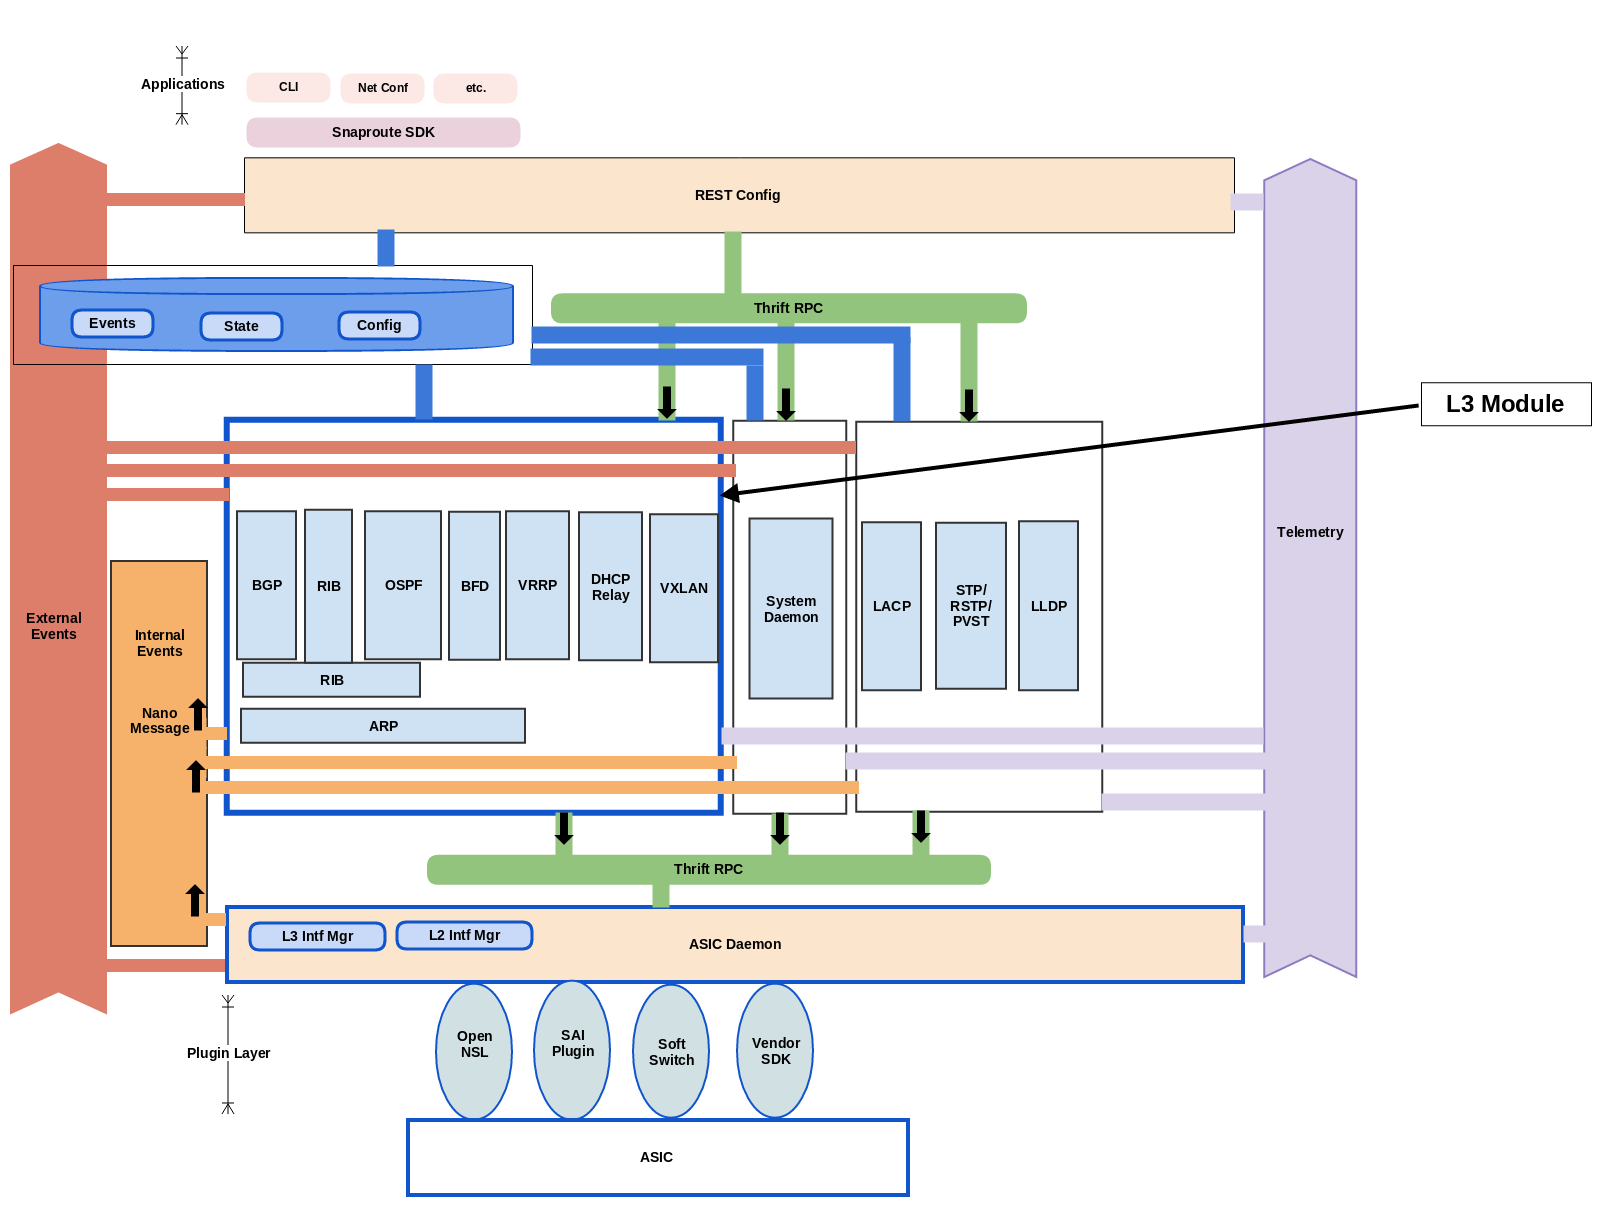 Applications
CLI
Net Conf
etc.
Snaproute SDK
REST Config
Thrift RPC
Events
State
Config
L3 Module
External
Events
Internal
Events
Nano
Message
BGP
RIB
OSPF
BFD
VRRP
DHCP
Relay
VXLAN
System
Daemon
LACP
STP/
RSTP/
PVST
LLDP
Telemetry
RIB
ARP
Thrift RPC
L3 Intf Mgr
L2 Intf Mgr
ASIC Daemon
Plugin Layer
Open
NSL
SAI
Plugin
Soft
Switch
Vendor
SDK
ASIC